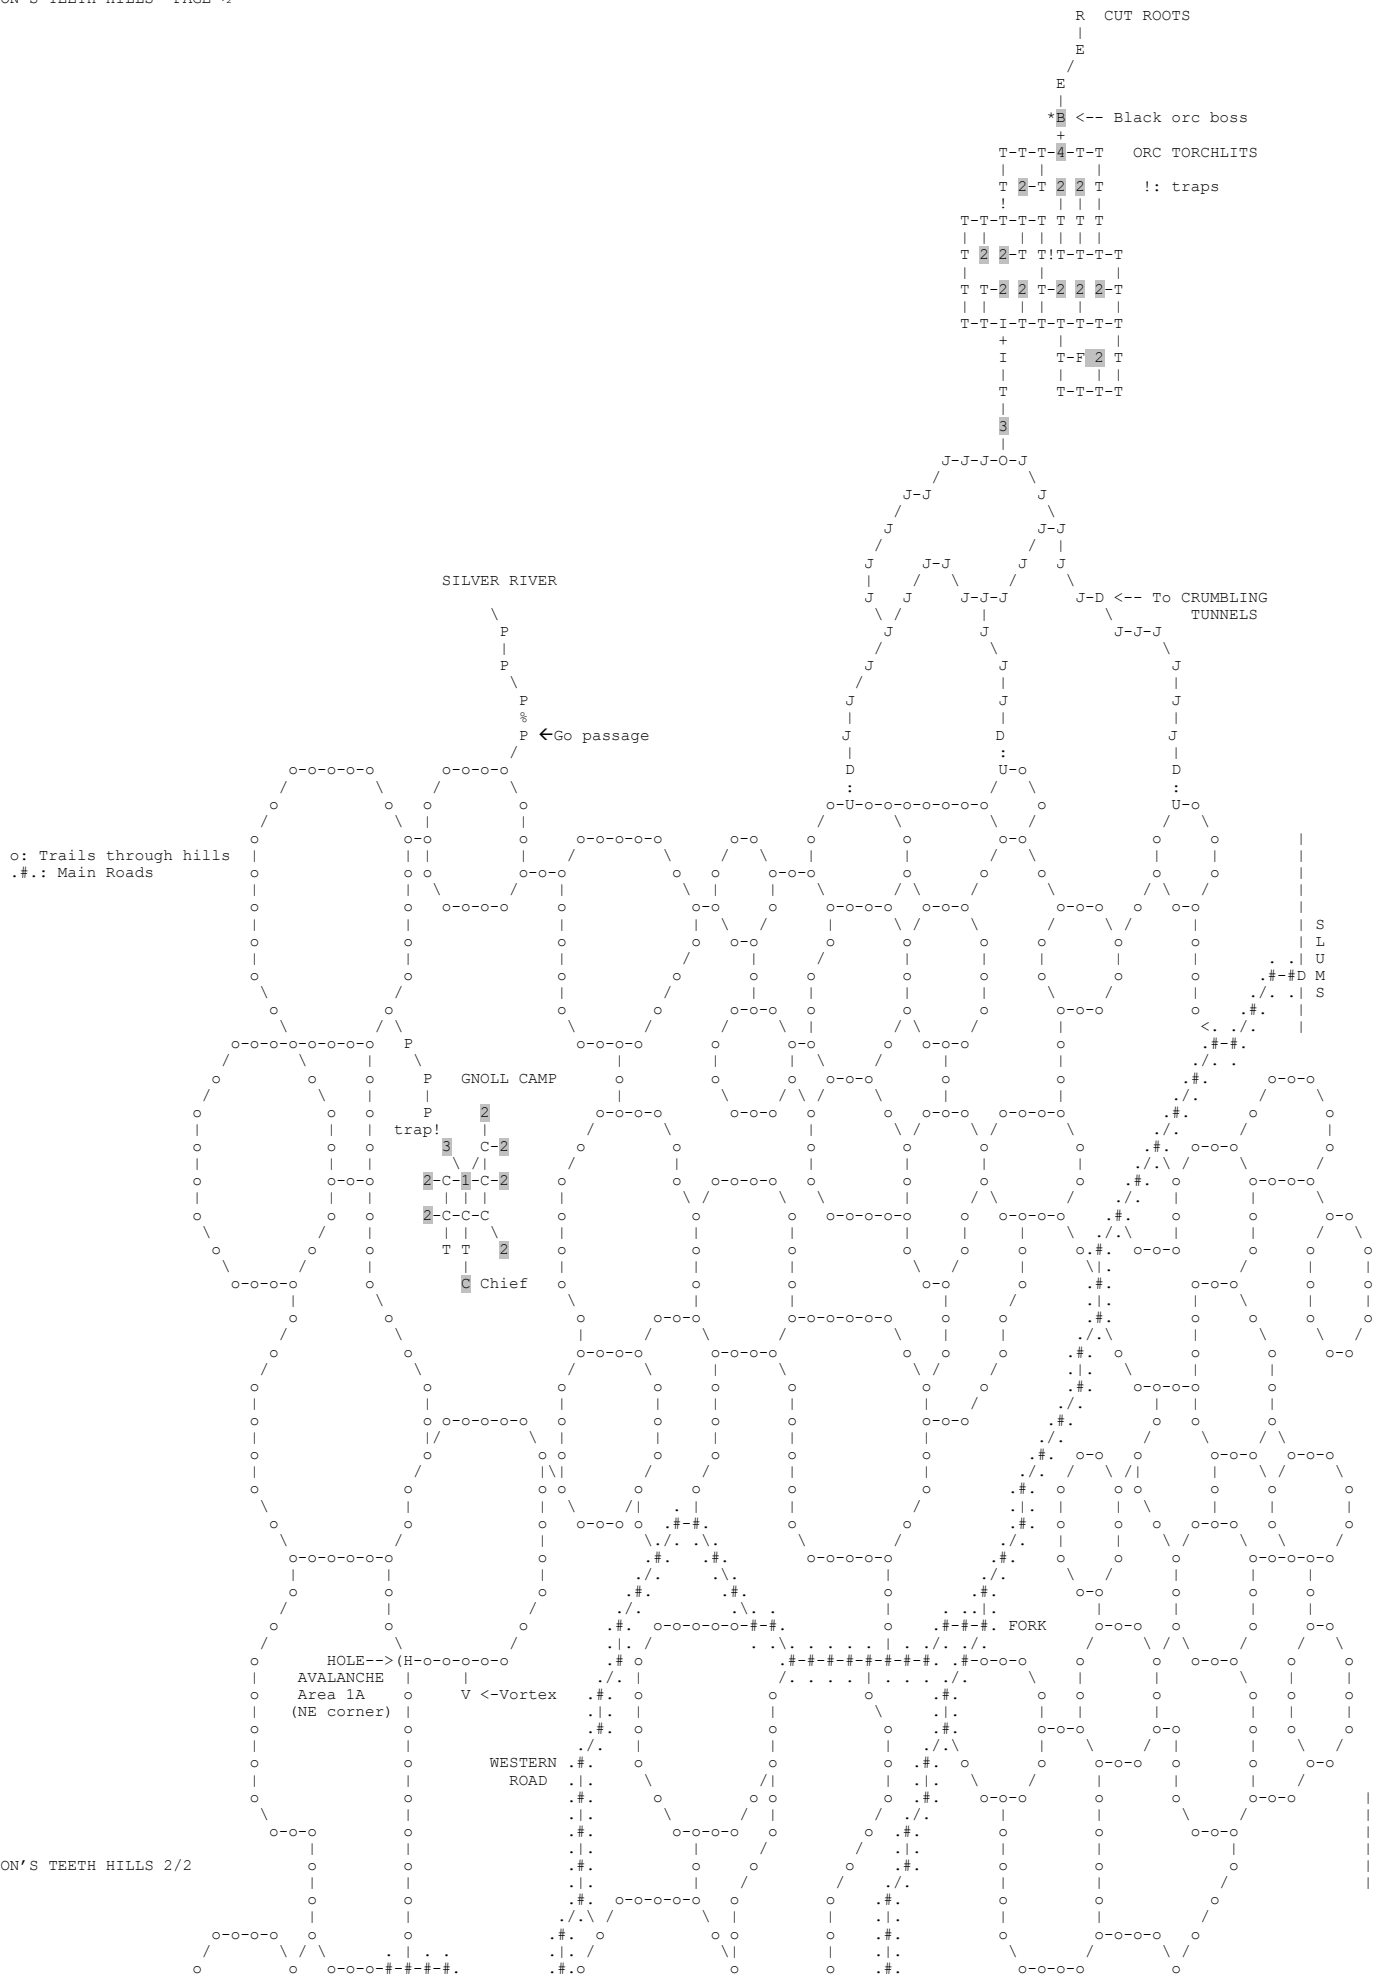 ON'S TEETH HILLS PAGE ½
R CUT ROOTS
*B <-- Black orc boss
ORC TORCHLITS
!: traps
SILVER RIVER
J-D <-- To CRUMBLING
TUNNELS
P ←Go passage
o: Trails through hills
.#.: Main Roads
S
L
U
M
S
GNOLL CAMP
trap!
C Chief
FORK
HOLE-->(H-o-o-o-o-o
AVALANCHE
Area 1A
V <-Vortex
(NE corner)
WESTERN
ROAD
ON'S TEETH HILLS 2/2